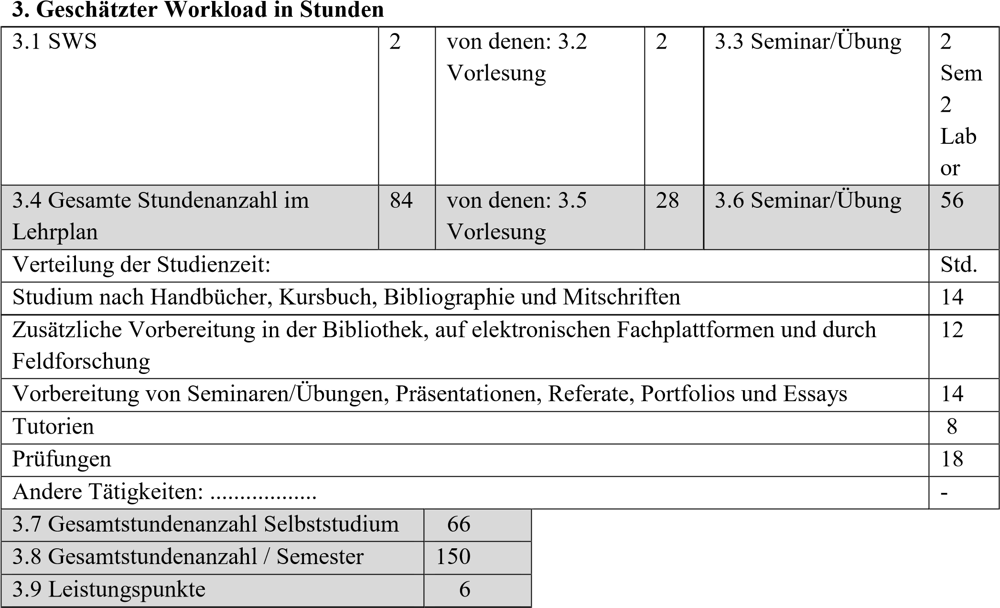 3. Geschätzter Workload in Stunden
3.1 SWS 2 von denen: 3.2 2 3.3 Seminar/Übung 2
Vorlesung Sem
2
Lab
or
3.4 Gesamte Stundenanzahl im 84 von denen: 3.5 28 3.6 Seminar/Übung 56
Lehrplan Vorlesung
Verteilung der Studienzeit: Std.
Studium nach Handbücher, Kursbuch, Bibliographie und Mitschriften 14
Zusätzliche Vorbereitung in der Bibliothek, auf elektronischen Fachplattformen und durch 12
Feldforschung
Vorbereitung von Seminaren/Übungen, Präsentationen, Referate, Portfolios und Essays 14
Tutorien 8
Prüfungen 18
Andere Tätigkeiten: .................. -
3.7 Gesamtstundenanzahl Selbststudium 66
3.8 Gesamtstundenanzahl / Semester 150
3.9 Leistungspunkte 6